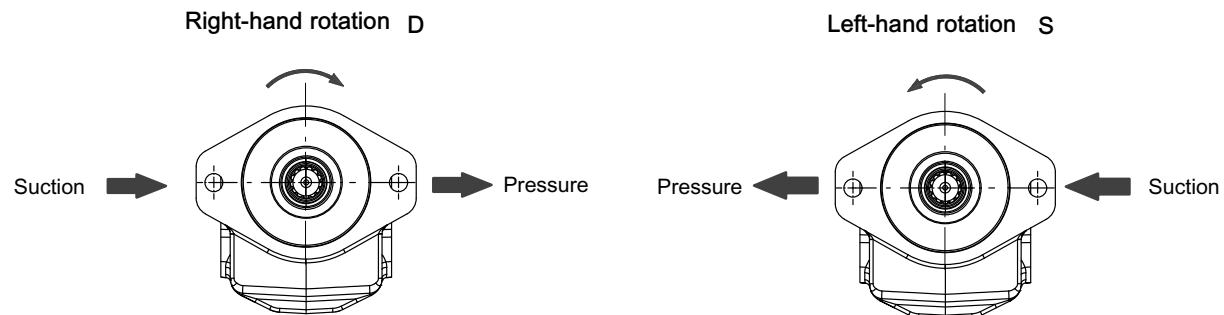 Right-hand rotation D
Left-hand rotation S
Suction
Pressure
Pressure
Suction